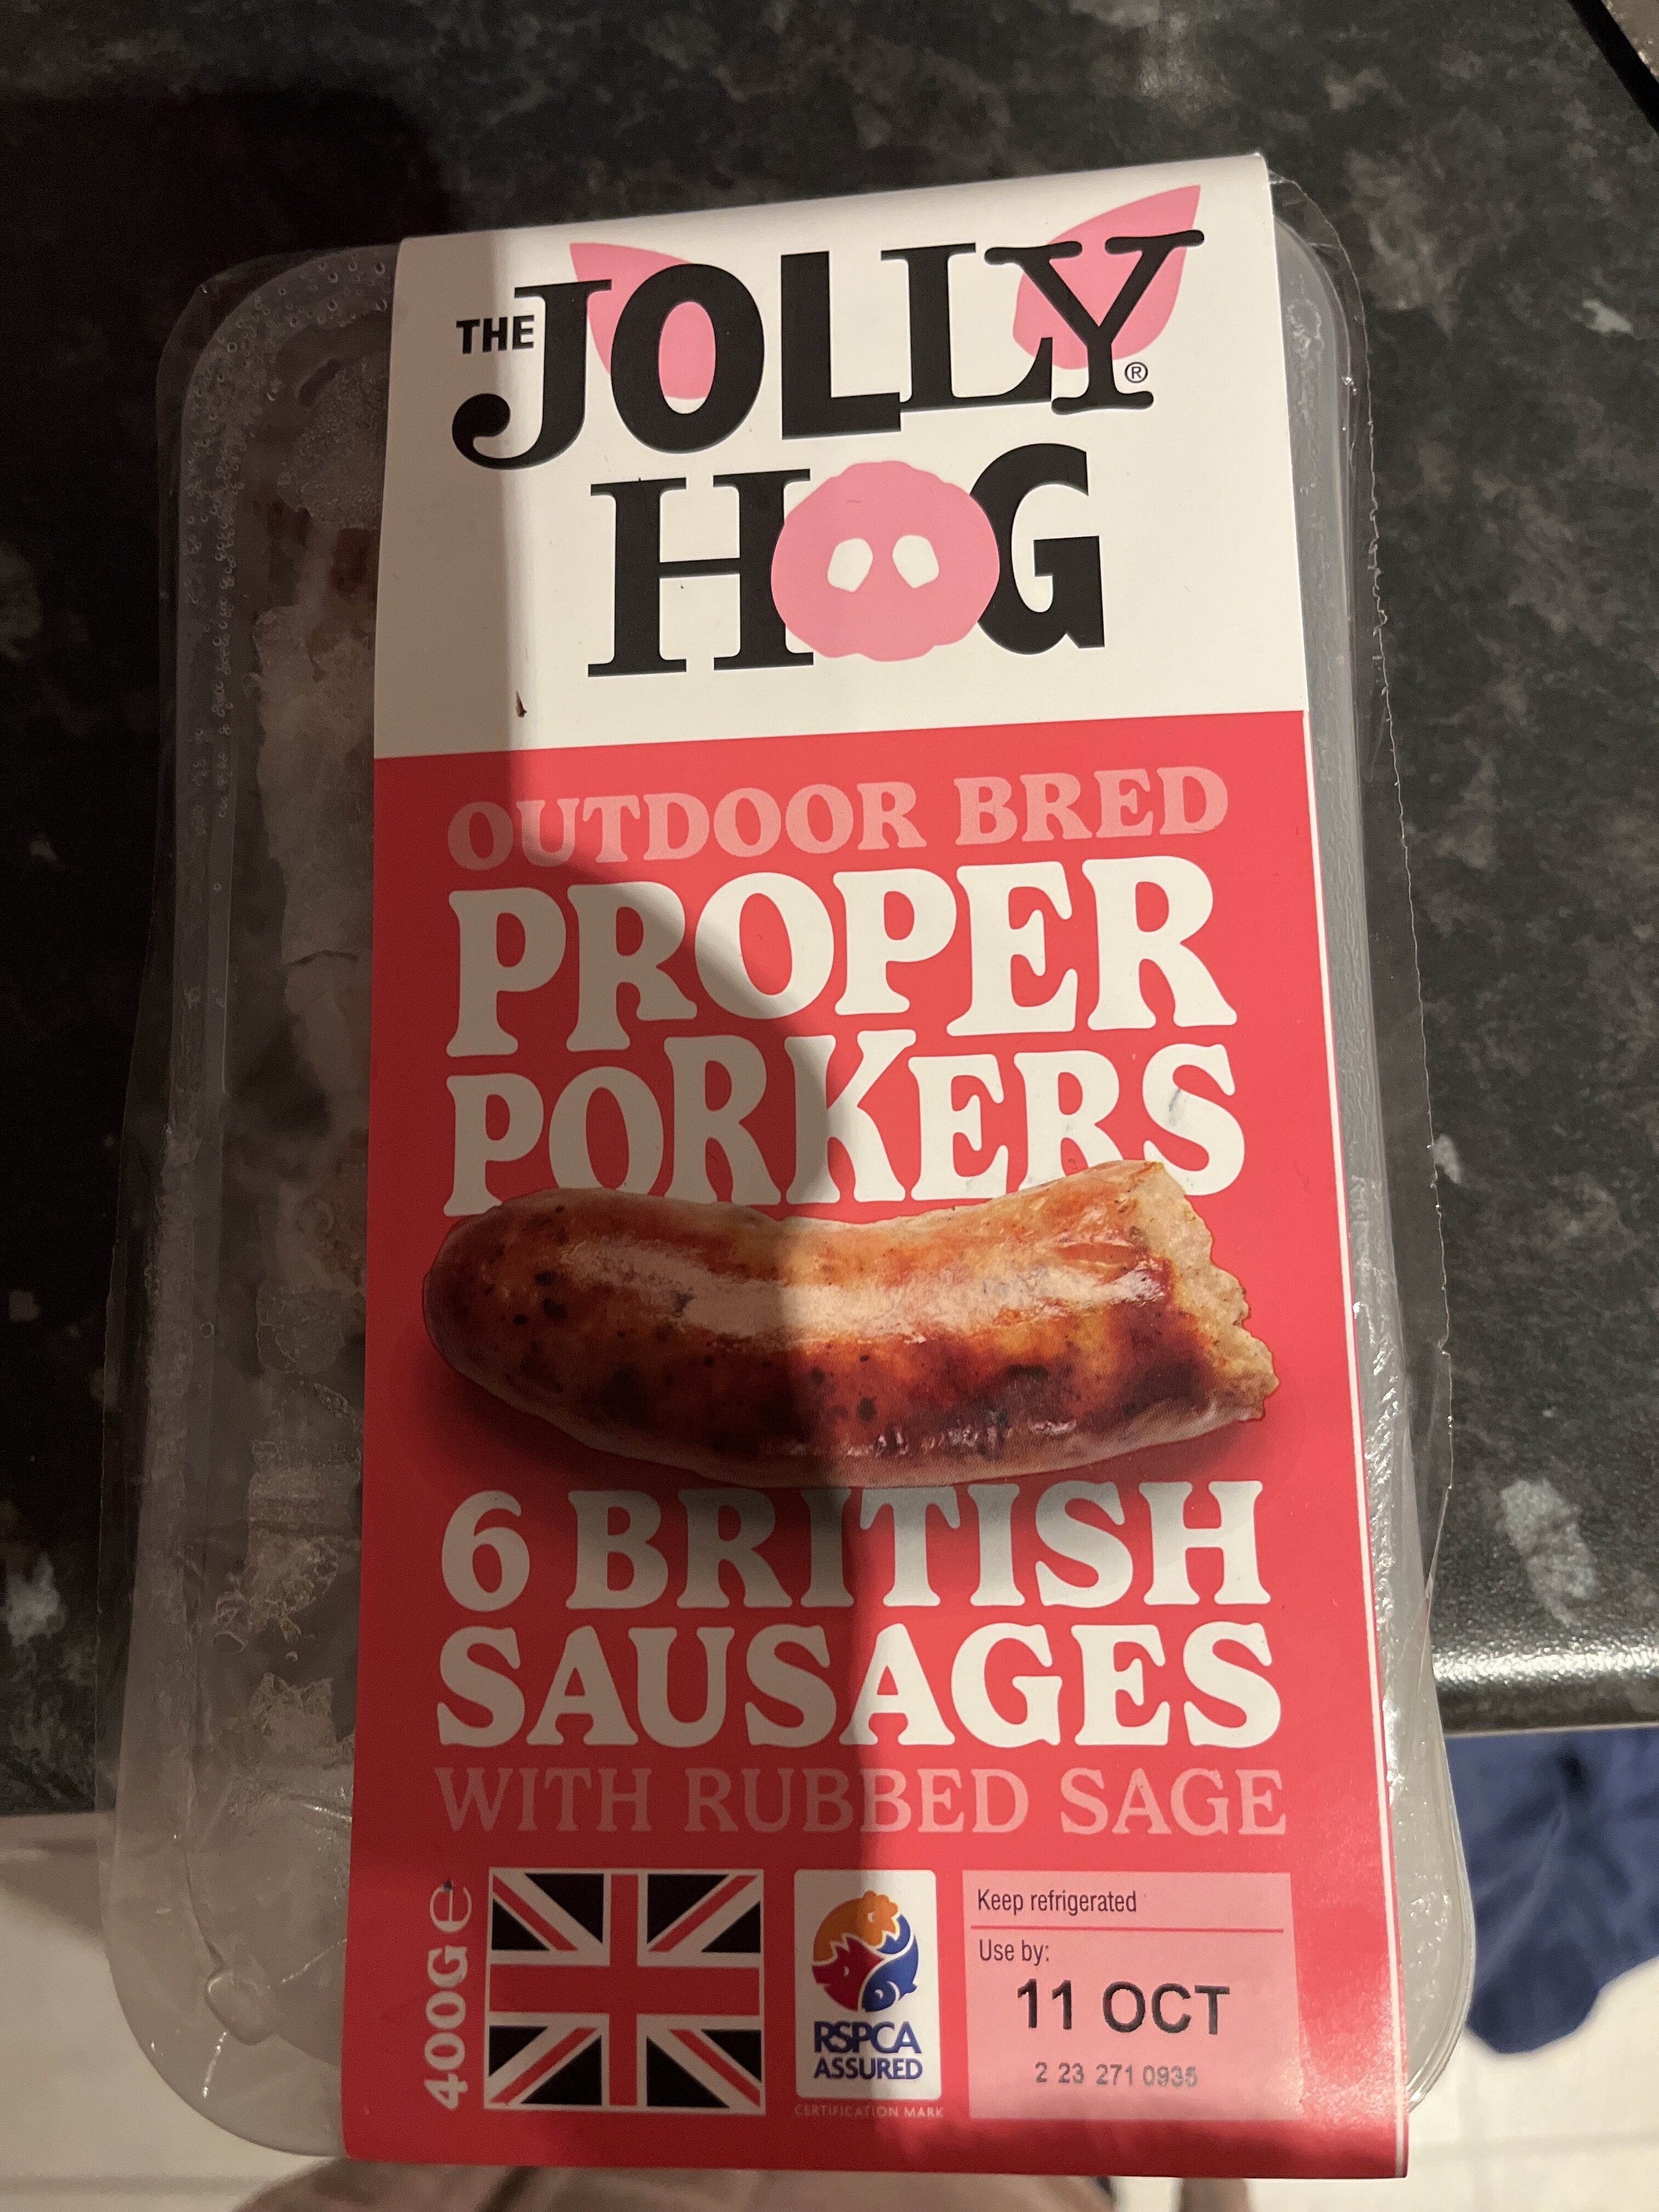 THE JOLLY®
HOG
OUTDOOR BRED
PROPER
PORKERS
6 BRITISH
SAUSAGES
WITH RUBBED SAGE
400G e
RSPCA
ASSURED
CERTIFICATION MARK
Keep refrigerated
Use by:
11 OCT
2 23 271 0935